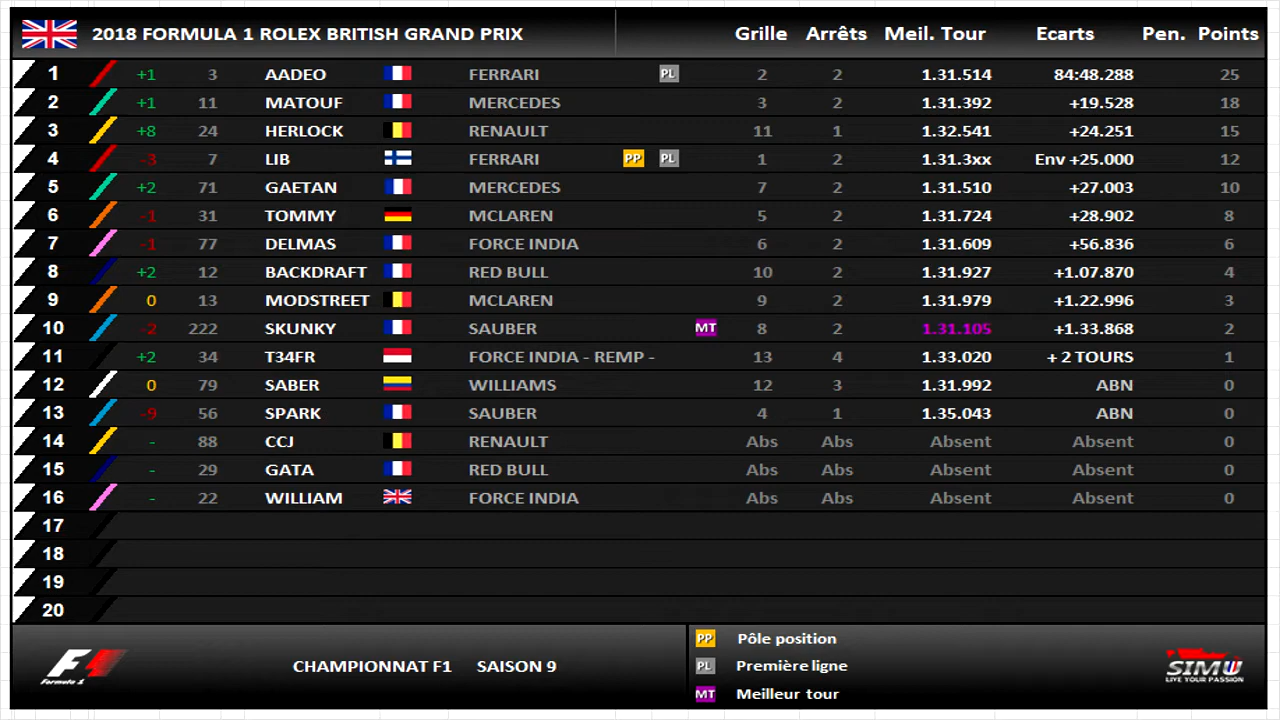 2018 FORMULA 1 ROLEX BRITISH GRAND PRIX Grille Arrêts Meil. Tour Ecarts Pen. Points
1 +1 3 AADEO FERRARI PL 2 2 1.31.514 84:48.288 25
2 +1 11 MATOUF MERCEDES 3 2 1.31.392 +19.528 18
3 +8 24 HERLOCK RENAULT 11 1 1.32.541 +24.251 15
4 -3 7 LIB FERRARI PP PL 1 2 1.31.3xx Env +25.000 12
5 +2 71 GAETAN MERCEDES 7 2 1.31.510 +27.003 10
6 -1 31 TOMMY MCLAREN 5 2 1.31.724 +28.902 8
7 -1 77 DELMAS FORCE INDIA 6 2 1.31.609 +56.836 6
8 +2 12 BACKDRAFT RED BULL 10 2 1.31.927 +1.07.870 4
9 0 13 MODSTREET MCLAREN 9 2 1.31.979 +1.22.996 3
10 -2 222 SKUNKY SAUBER MT 8 2 1.31.105 +1.33.868 2
11 +2 34 T34FR FORCE INDIA - REMP - 13 4 1.33.020 + 2 TOURS 1
12 0 79 SABER WILLIAMS 12 3 1.31.992 ABN 0
13 -9 56 SPARK SAUBER 4 1 1.35.043 ABN 0
14 - 88 CCJ RENAULT Abs Abs Absent Absent 0
15 - 29 GATA RED BULL Abs Abs Absent Absent 0
16 - 22 WILLIAM FORCE INDIA Abs Abs Absent Absent 0
17
18
19
20
PP Pôle position
F1 Formula 1 CHAMPIONNAT F1 SAISON 9 PL Première ligne SIMU LIVE YOUR PASSION
MT Meilleur tour